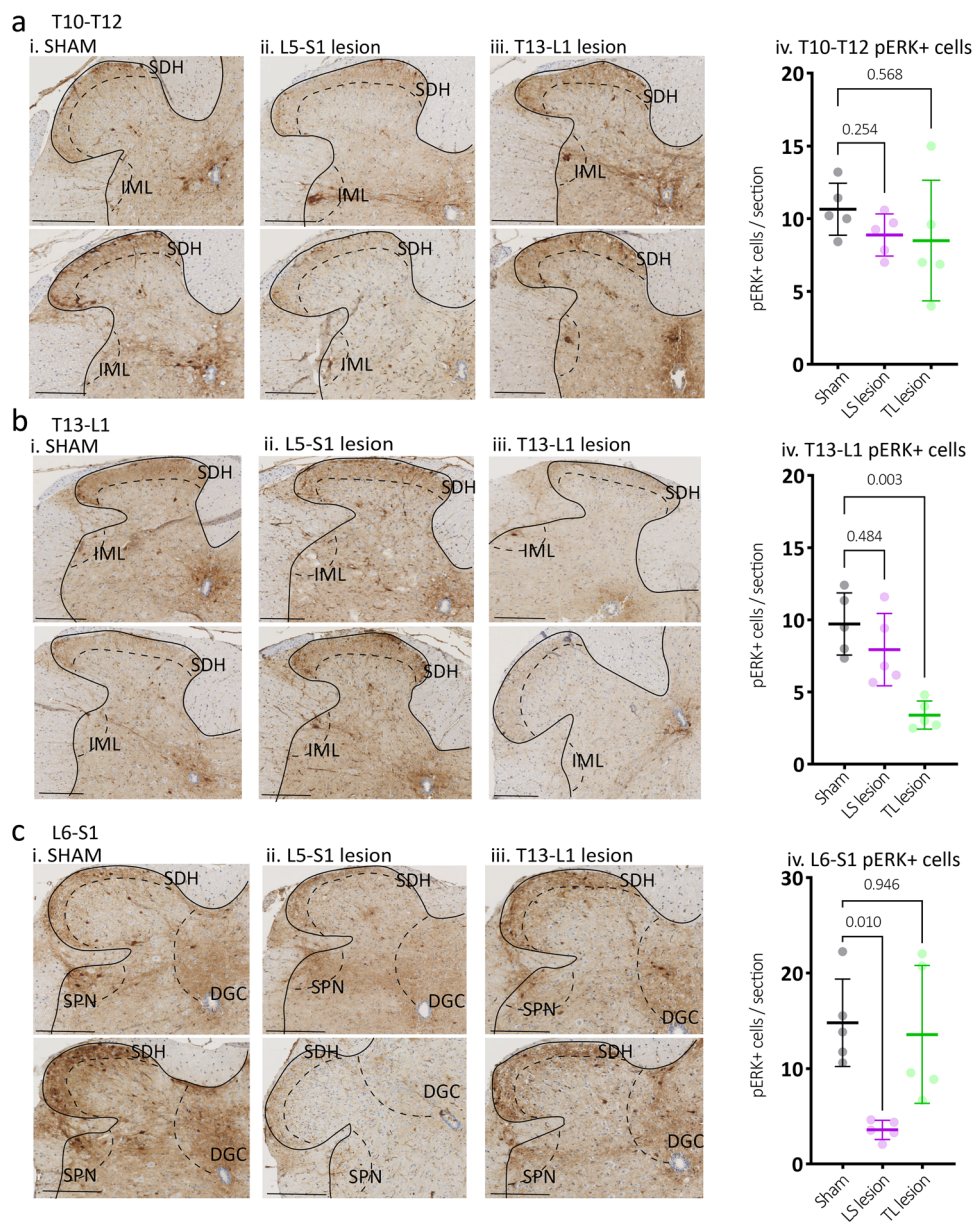 a
T10-T12
i. SHAM
ii. L5-S1 lesion
iii. T13-L1 lesion
iv. T10-T12 pERK+ cells
SDH
IML
SDH
IML
SDH
IML
SDH
IML
SDH
IML
SDH
IML
pERK+ cells / section
20
15
10
5
0
0.568
0.254
Sham
LS lesion
TL lesion
b
T13-L1
i. SHAM
ii. L5-S1 lesion
iii. T13-L1 lesion
iv. T13-L1 pERK+ cells
SDH
IML
SDH
IML
SDH
IML
SDH
IML
SDH
IML
IML
pERK+ cells / section
20
15
10
5
0
0.003
0.484
Sham
LS lesion
TL lesion
c
L6-S1
i. SHAM
ii. L5-S1 lesion
iii. T13-L1 lesion
iv. L6-S1 pERK+ cells
SDH
SPN
DGC
SDH
SPN
DGC
SDH
SPN
DGC
SDH
SPN
DGC
SDH
DGC
SPN
SDH
DGC
SPN
pERK+ cells / section
30
20
10
0
0.946
0.010
Sham
LS lesion
TL lesion